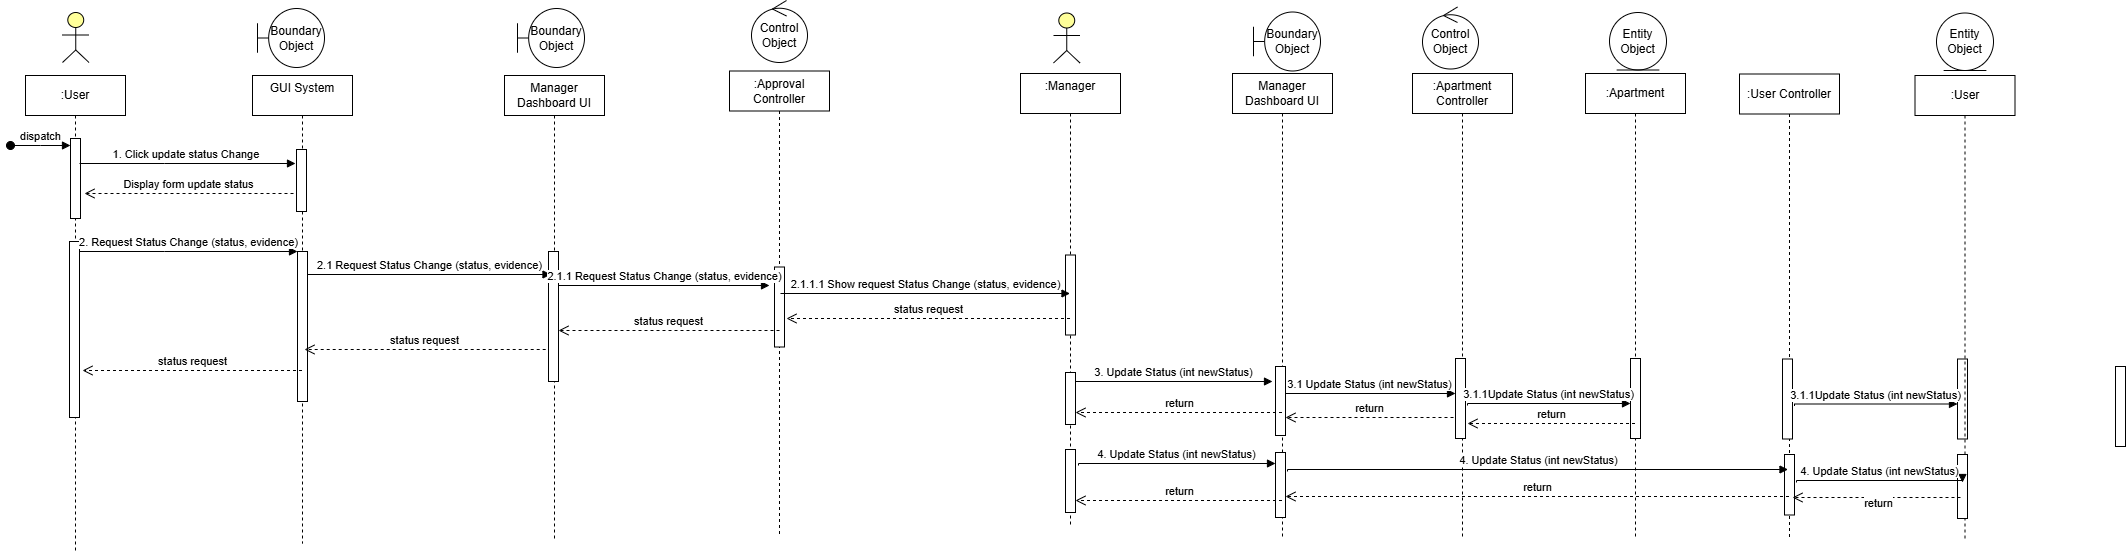 Boundary
Object
Boundary
Object
Control
Object
Boundary
Object
Control
Object
Entity
Object
Entity
Object
:User
GUI System
Manager
Dashboard UI
:Approval
Controller
:Manager
Manager
Dashboard UI
:Apartment
Controller
:Apartment
:User Controller
:User
dispatch
1. Click update status Change
Display form update status
2. Request Status Change (status, evidence)
2.1 Request Status Change (status, evidence)
2.1.1 Request Status Change (status, evidence)
2.1.1.1 Show request Status Change (status, evidence)
status request
status request
status request
status request
3. Update Status (int newStatus)
3.1 Update Status (int newStatus)
3.1.1Update Status (int newStatus)
3.1.1Update Status (int newStatus)
return
return
return
4. Update Status (int newStatus)
4. Update Status (int newStatus)
4. Update Status (int newStatus)
return
return
return